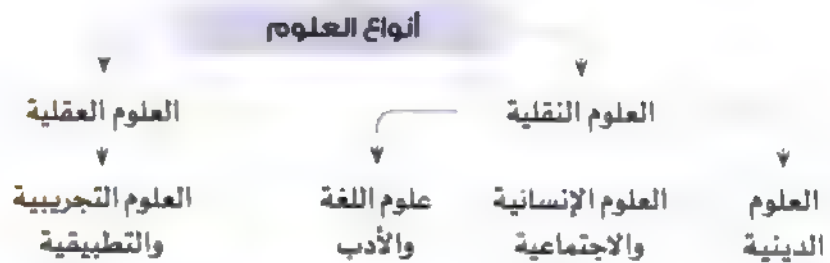 أنواع العلوم
العلوم النقلية
العلوم العقلية
العلوم
الدينية
العلوم الإنسانية
والاجتماعية
علوم اللغة
والأدب
العلوم التجريبية
والتطبيقية